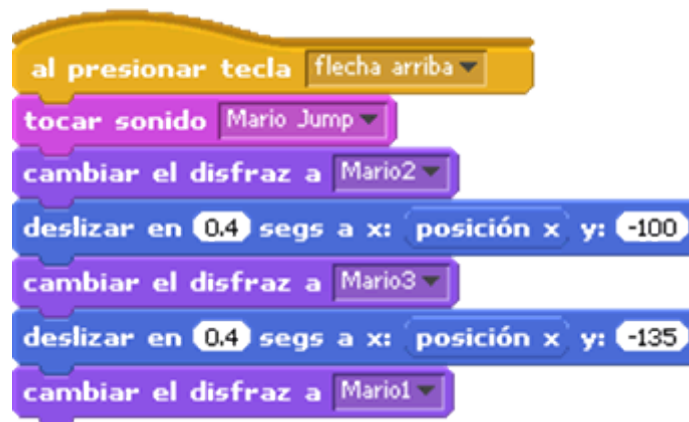 al presionar tecla flecha arriba
tocar sonido Mario Jump
cambiar el disfraz a Mario2
deslizar en 0.4 segs a x: posición x y: -100
cambiar el disfraz a Mario3
deslizar en 0.4 segs a x: posición x y: -135
cambiar el disfraz a Mario1